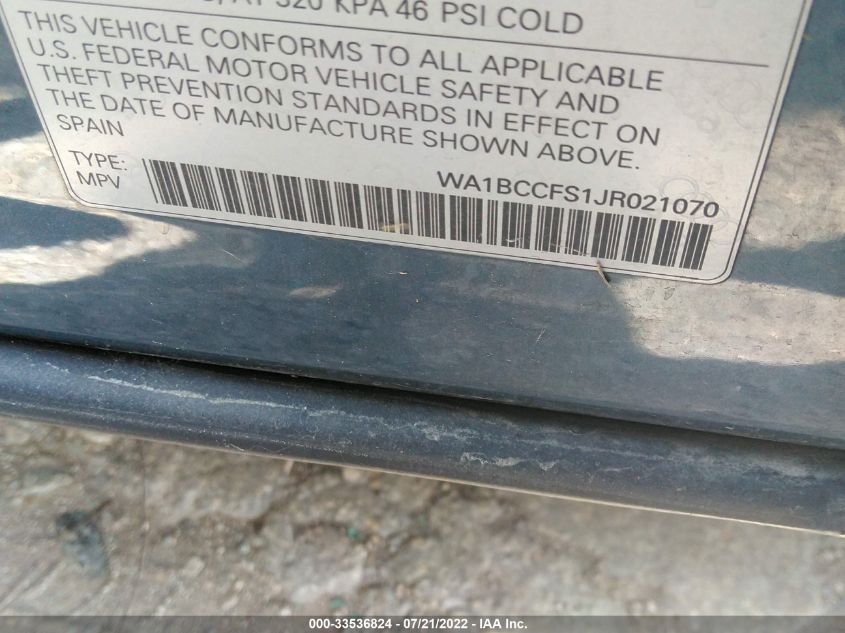 AT 320 KPA 46 PSI COLD
THIS VEHICLE CONFORMS TO ALL APPLICABLE
U.S. FEDERAL MOTOR VEHICLE SAFETY AND
THEFT PREVENTION STANDARDS IN EFFECT ON
THE DATE OF MANUFACTURE SHOWN ABOVE.
SPAIN
TYPE: WA1BCCFS1JR021070
MPV
000-33536824 - 07/21/2022 - IAA Inc.